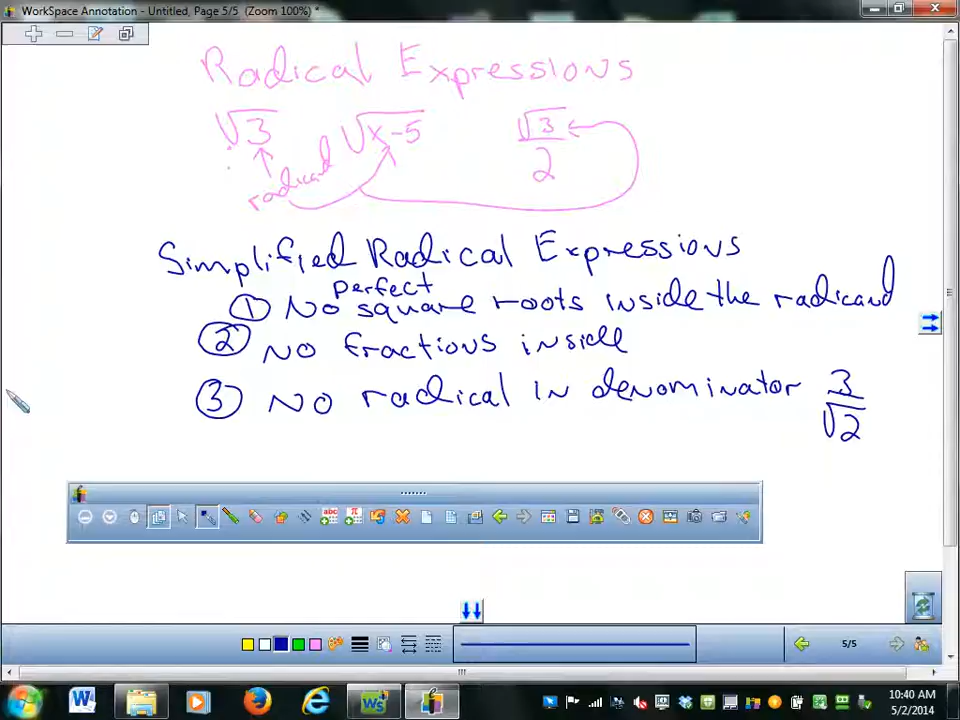 WorkSpace Annotation - Untitled, Page 5/5 (Zoom 100%) *
Radical Expressions
√3 √x-5 √3/2
radicand
Simplified Radical Expressions
① No perfect square roots inside the radicand
② No fractions inside
③ No radical in denominator 3/√2
abc π
5/5
W
10:40 AM
5/2/2014